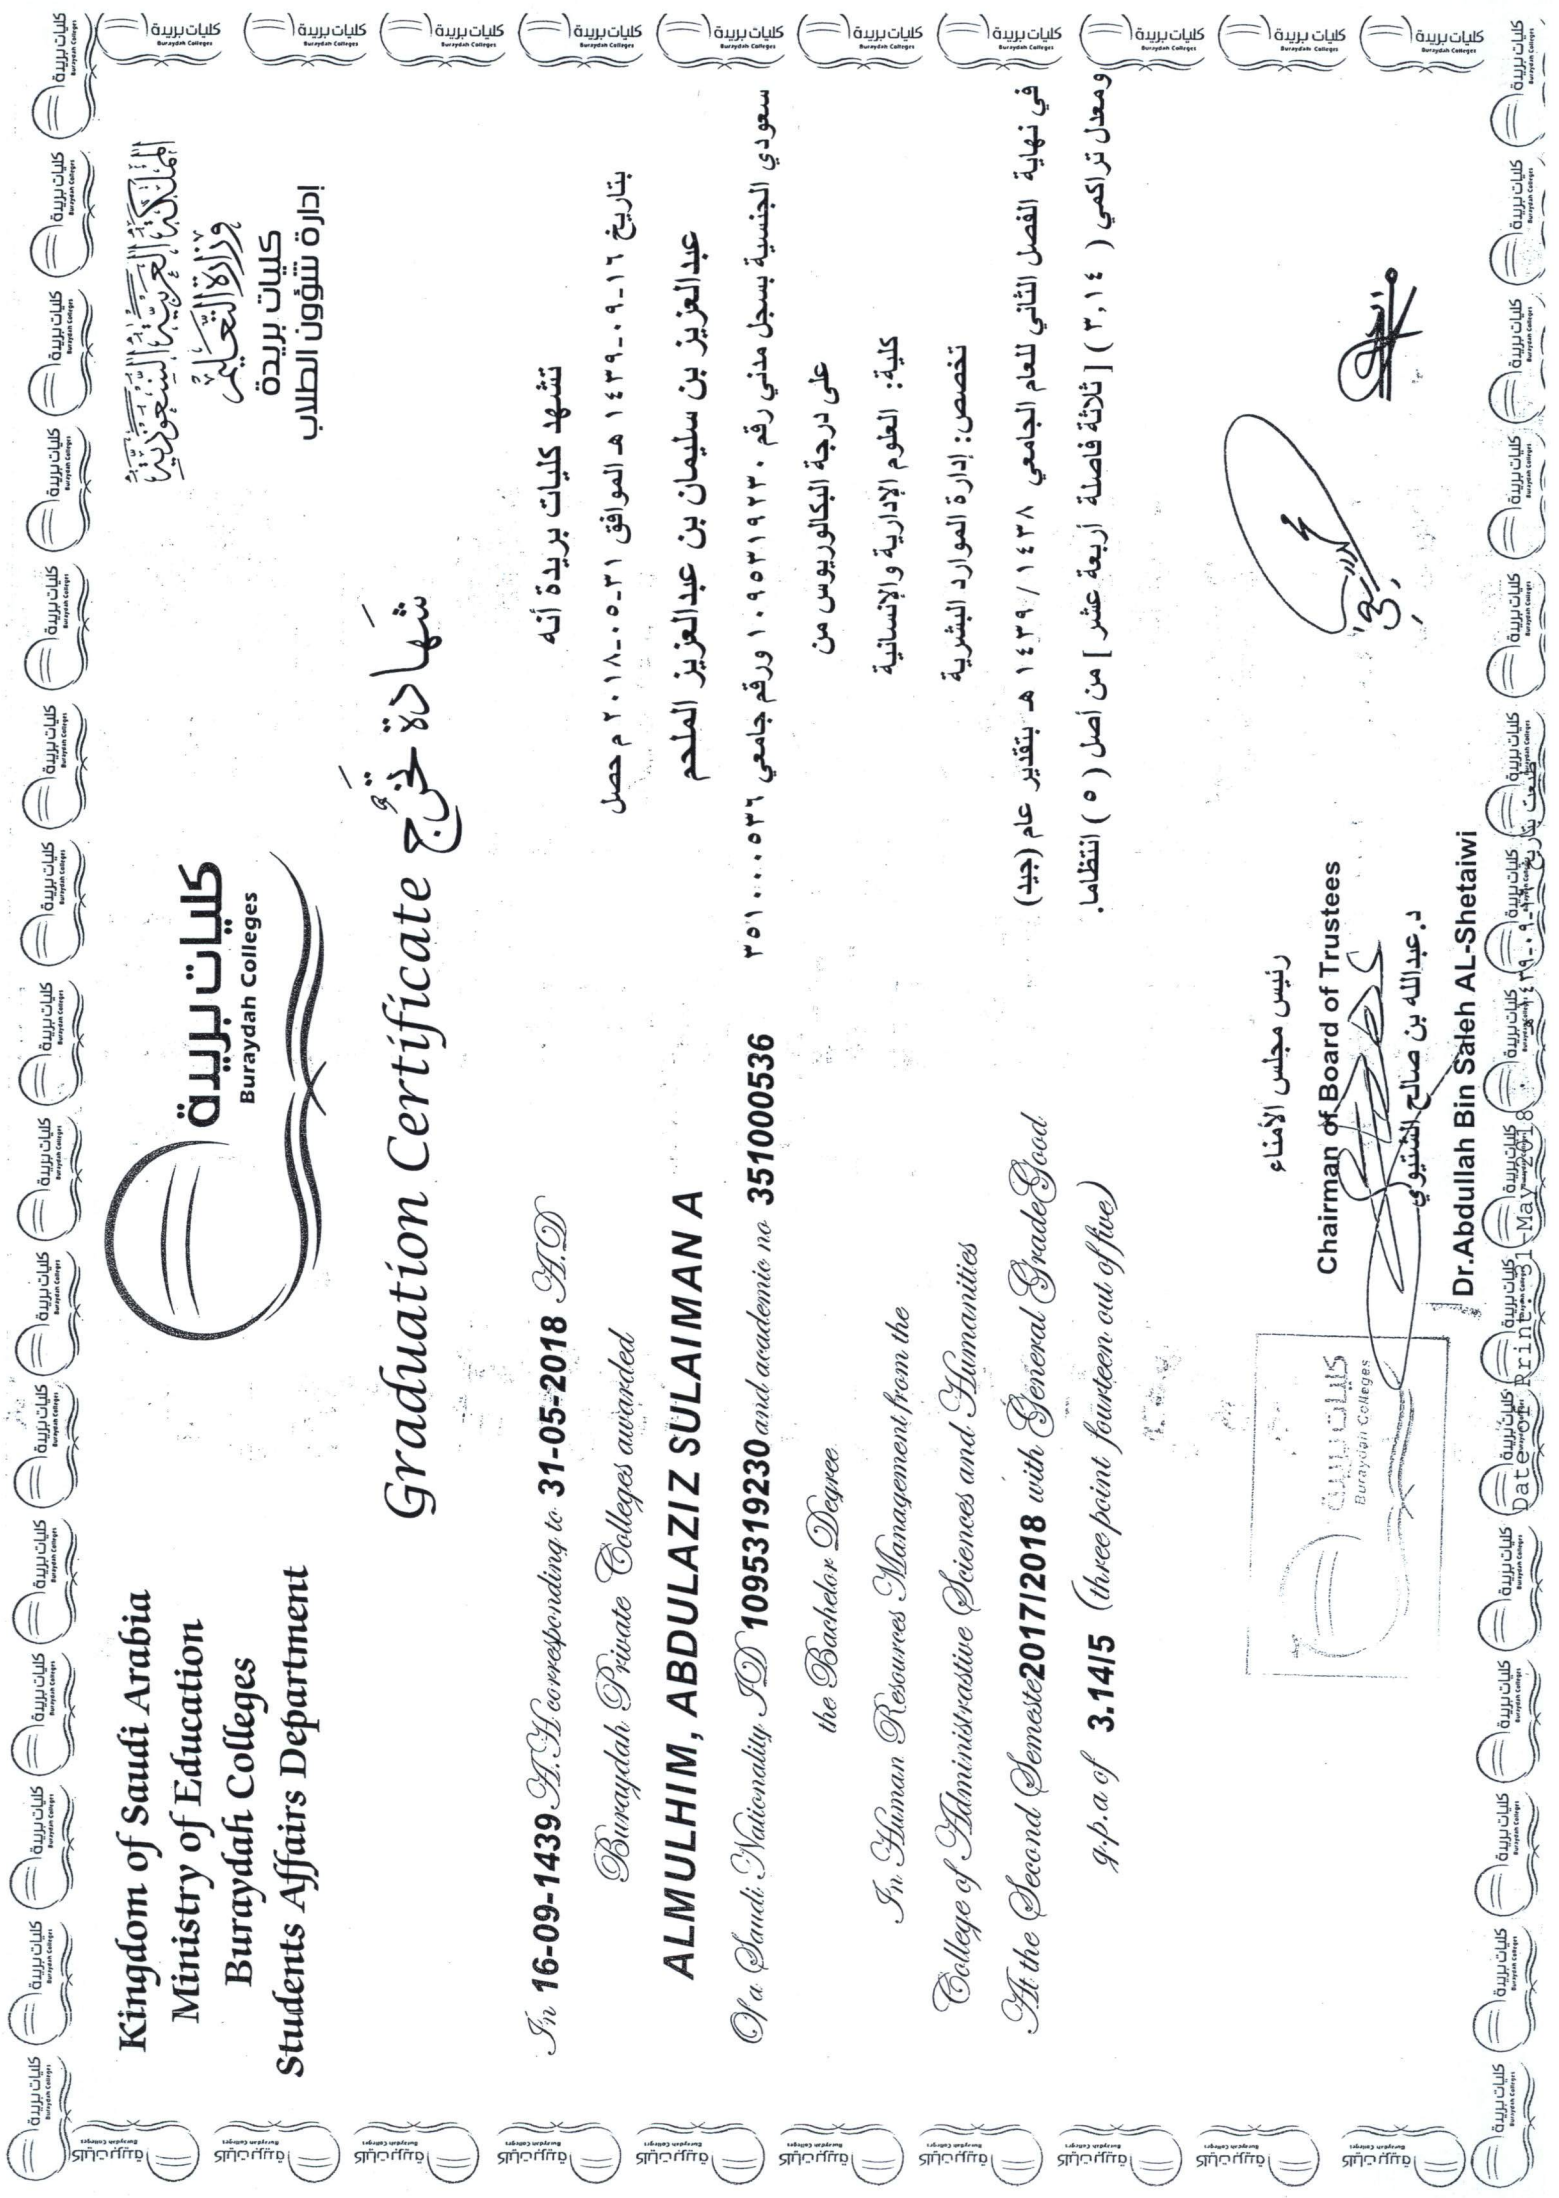 Kingdom of Saudi Arabia
Ministry of Education
Buraydah Colleges
Students Affairs Department
كليات بريدة
Buraydah Colleges
المملكة العربية السعودية
وزارة التعليم
كليات بريدة
إدارة شؤون الطلاب
Graduation Certificate شهادة تخرج
In 16-09-1439 A.H corresponding to 31-05-2018 A.D
Buraydah Private Colleges awarded
ALMULHIM, ABDULAZIZ SULAIMAN A
Of a Saudi Nationality ID 1095319230 and academic no 351000536
the Bachelor Degree
In Human Resources Management from the
College of Administrastive Sciences and Humanities
At the Second Semeste2017/2018 with General Grade Good
g.p.a of 3.14/5 (three point fourteen out of five)
تشهد كليات بريدة أنه
بتاريخ ١٦-٠٩-١٤٣٩ هـ الموافق ٣١-٠٥-٢٠١٨ م حصل
عبدالعزيز بن سليمان بن عبدالعزيز الملحم
سعودي الجنسية بسجل مدني رقم ١٠٩٥٣١٩٢٣٠ ورقم جامعي ٣٥١٠٠٠٥٣٦
على درجة البكالوريوس من
كلية: العلوم الإدارية والإنسانية
تخصص: إدارة الموارد البشرية
في نهاية الفصل الثاني للعام الجامعي ١٤٣٨ / ١٤٣٩ هـ بتقدير عام (جيد)
ومعدل تراكمي ( ٣,١٤ ) [ ثلاثة فاصلة أربعة عشر ] من أصل ( ٥ ) انتظاما.
رئيس مجلس الأمناء
Chairman of Board of Trustees
د.عبدالله بن صالح الشتيوي
Dr.Abdullah Bin Saleh AL-Shetaiwi
كليات بريدة
Buraydah Colleges
Date of Print: 31-May-2018
طبعت بتاريخ